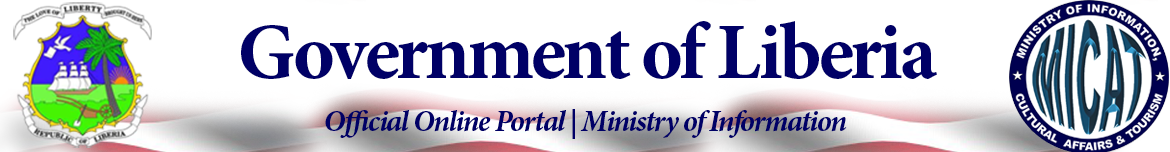 THE LOVE OF LIBERTY BROUGHT US HERE
REPUBLIC OF LIBERIA
Government of Liberia
Official Online Portal | Ministry of Information
MINISTRY OF INFORMATION,
MICAT
CULTURAL AFFAIRS & TOURISM